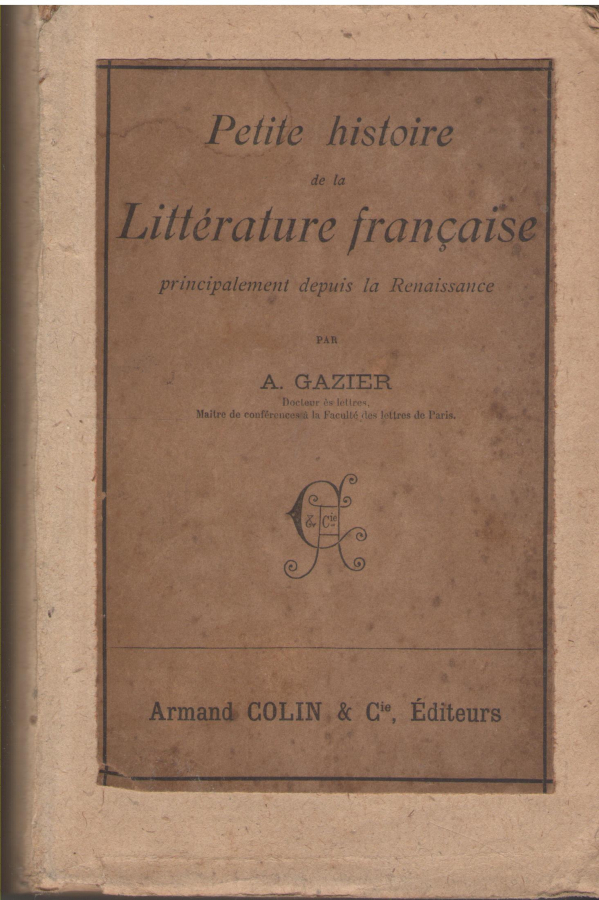 Petite histoire
de la
Littérature française
principalement depuis la Renaissance
PAR
A. GAZIER
Docteur ès lettres,
Maître de conférences à la Faculté des lettres de Paris.
& Cie
Armand COLIN & Cie, Éditeurs